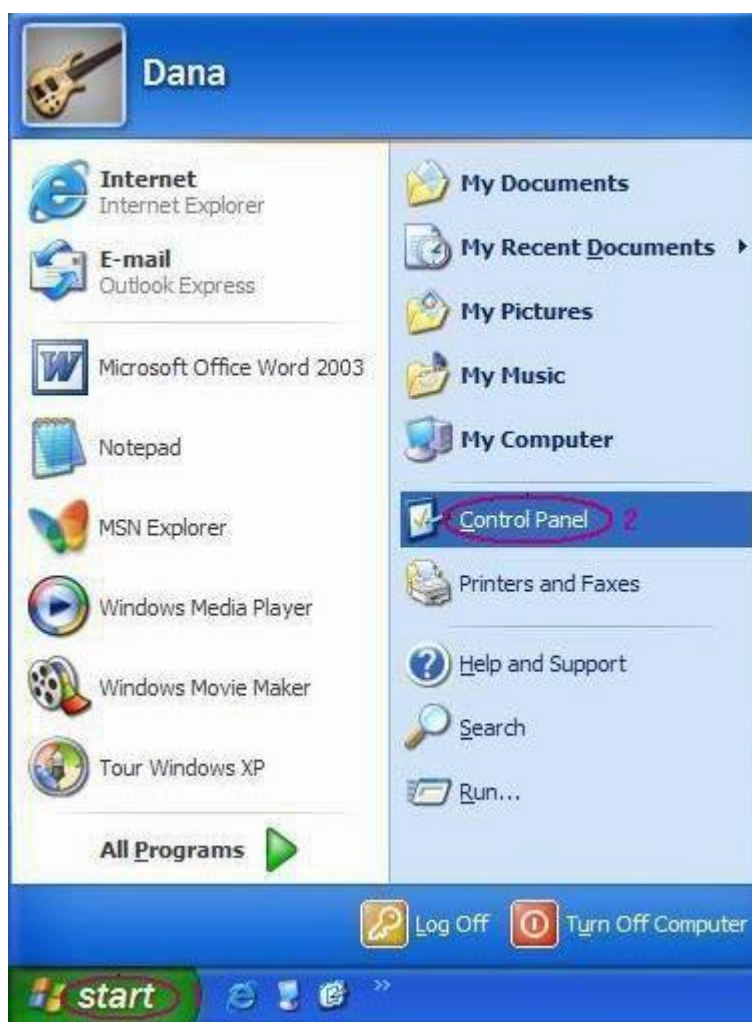 Dana
Internet
Internet Explorer
E-mail
Outlook Express
Microsoft Office Word 2003
Notepad
MSN Explorer
Windows Media Player
Windows Movie Maker
Tour Windows XP
All Programs
My Documents
My Recent Documents
My Pictures
My Music
My Computer
Control Panel 2
Printers and Faxes
Help and Support
Search
Run...
Log Off
Turn Off Computer
start